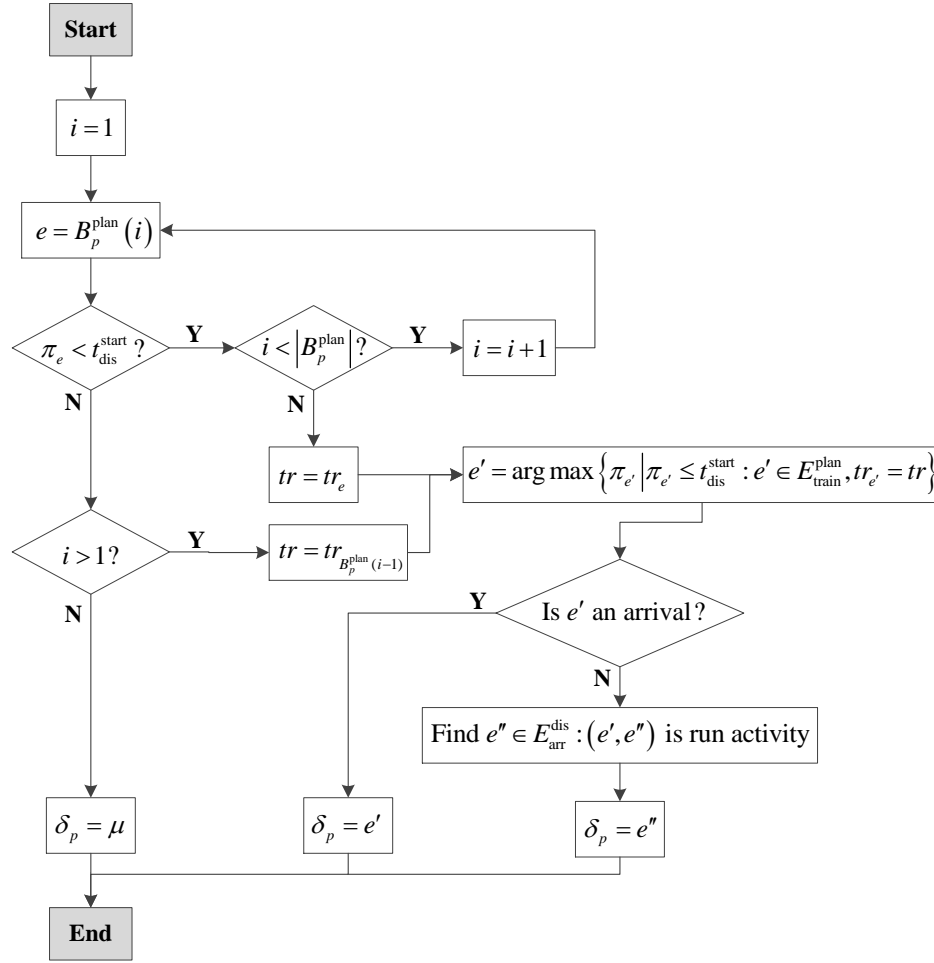 Start
i = 1
e = B_p^plan (i)
π_e < t_dis^start ?
Y
i < |B_p^plan| ?
Y
i = i + 1
N
N
tr = tr_e
e′ = arg max {π_e′ | π_e′ ≤ t_dis^start : e′ ∈ E_train^plan, tr_e′ = tr}
i > 1?
Y
tr = tr_{B_p^plan (i−1)}
N
Y
Is e′ an arrival ?
N
Find e″ ∈ E_arr^dis : (e′, e″) is run activity
δ_p = μ
δ_p = e′
δ_p = e″
End